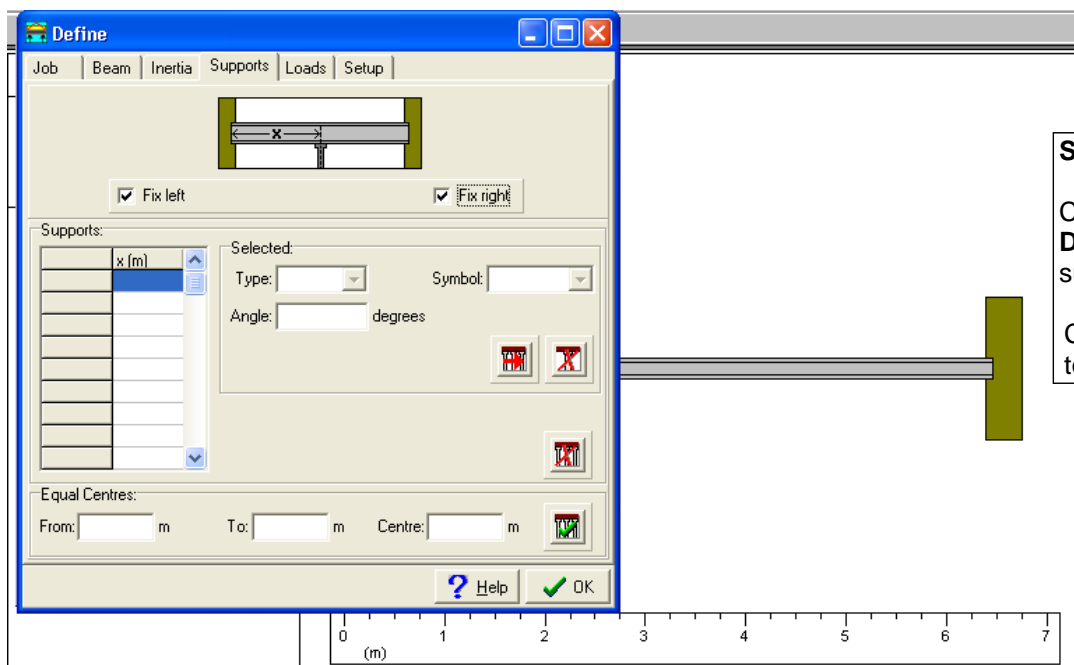 Define
Job Beam Inertia Supports Loads Setup
X
Fix left Fix right
Supports:
x (m)
Selected:
Type: Symbol:
Angle: degrees
Equal Centres:
From: m To: m Centre: m
? Help OK
S
C
D
s
C
t
0 1 2 3 4 5 6 7
(m)